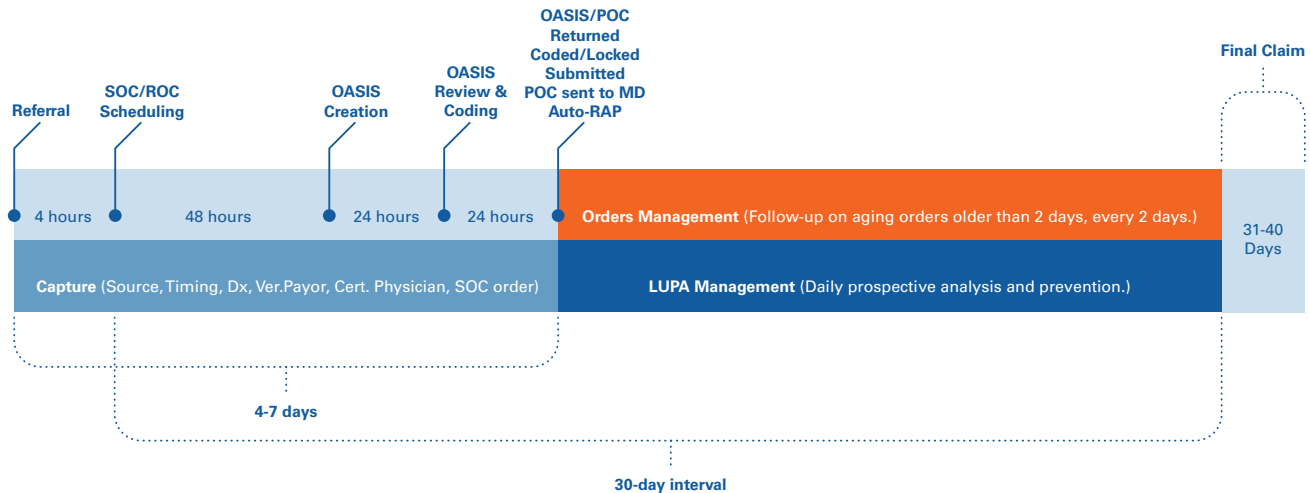 Referral
SOC/ROC
Scheduling
OASIS
Creation
OASIS
Review &
Coding
OASIS/POC
Returned
Coded/Locked
Submitted
POC sent to MD
Auto-RAP
Final Claim
4 hours
48 hours
24 hours
24 hours
Orders Management (Follow-up on aging orders older than 2 days, every 2 days.)
31-40
Days
Capture (Source, Timing, Dx, Ver.Payor, Cert. Physician, SOC order)
LUPA Management (Daily prospective analysis and prevention.)
4-7 days
30-day interval